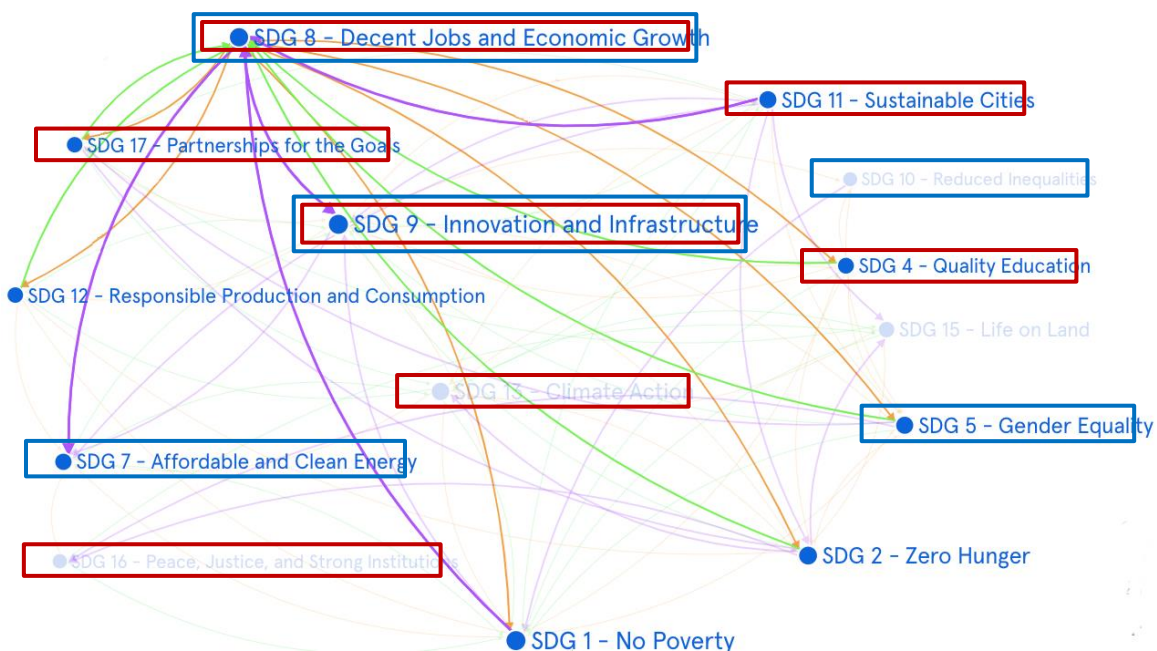 SDG 8 - Decent Jobs and Economic Growth
SDG 11 - Sustainable Cities
SDG 17 - Partnerships for the Goals
SDG 10 - Reduced Inequalities
SDG 9 - Innovation and Infrastructure
SDG 4 - Quality Education
SDG 12 - Responsible Production and Consumption
SDG 15 - Life on Land
SDG 13 - Climate Action
SDG 5 - Gender Equality
SDG 7 - Affordable and Clean Energy
SDG 2 - Zero Hunger
SDG 16 - Peace, Justice, and Strong Institutions
SDG 1 - No Poverty